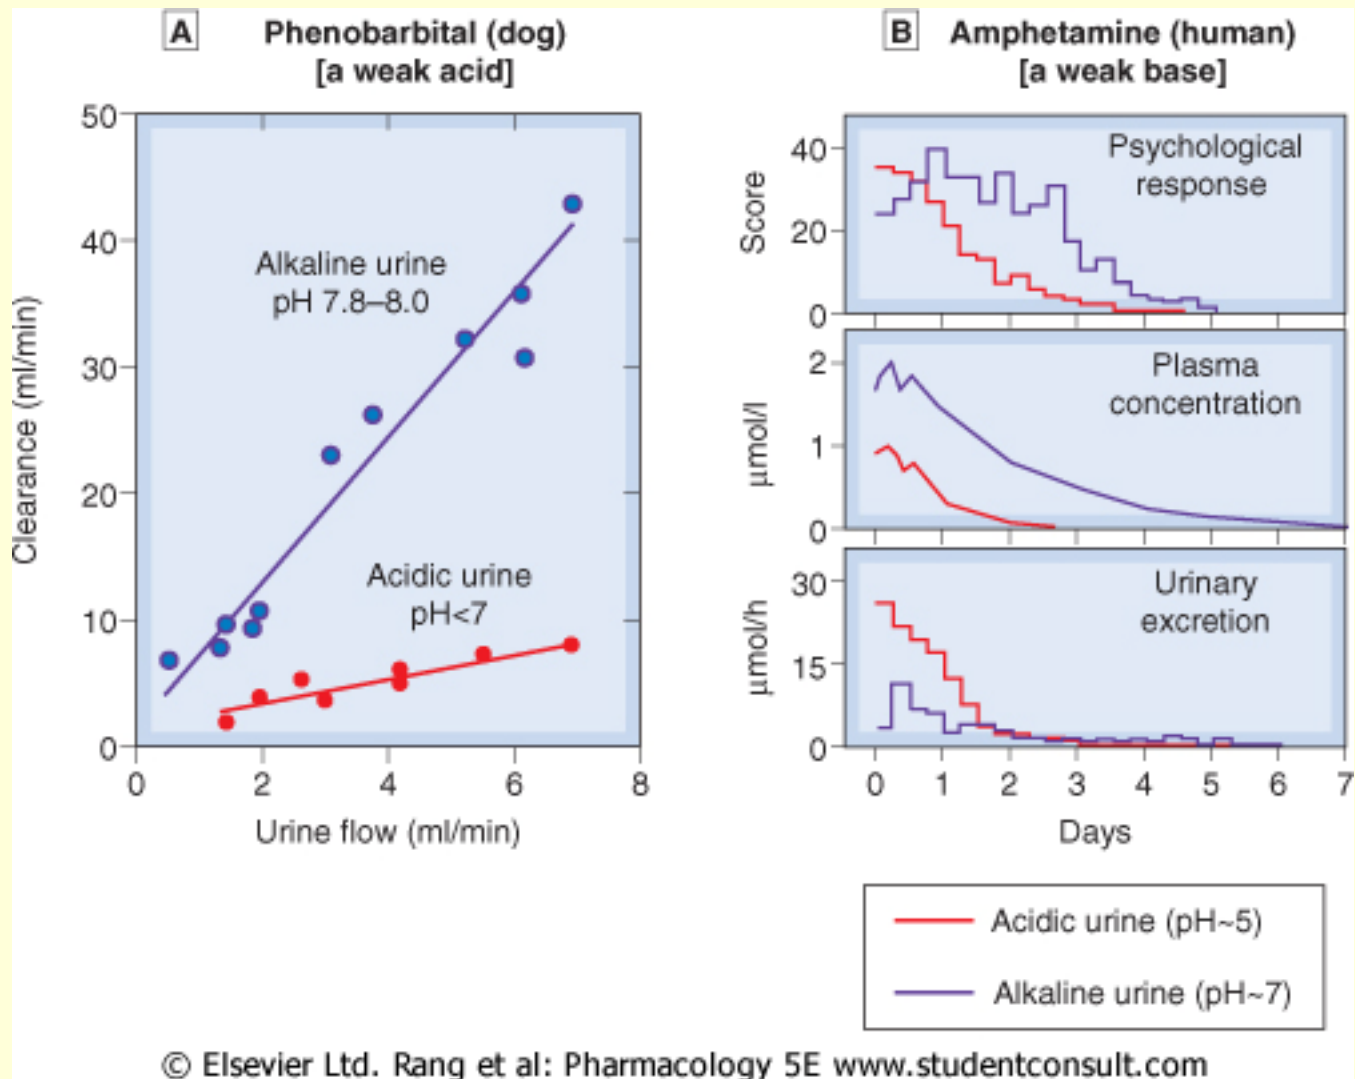 A
Phenobarbital (dog)
[a weak acid]
50
40
30
20
10
0
Clearance (ml/min)
Alkaline urine
pH 7.8–8.0
Acidic urine
pH<7
0 2 4 6 8
Urine flow (ml/min)
B
Amphetamine (human)
[a weak base]
Score
40
20
0
Psychological
response
µmol/l
2
1
0
Plasma
concentration
µmol/h
30
15
0
Urinary
excretion
0 1 2 3 4 5 6 7
Days
Acidic urine (pH~5)
Alkaline urine (pH~7)
© Elsevier Ltd. Rang et al: Pharmacology 5E www.studentconsult.com